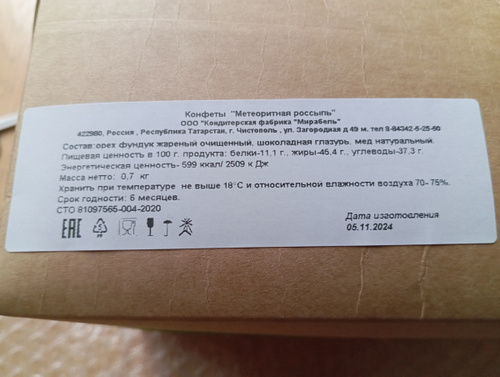 Конфеты "Метеоритная россыпь"
ООО "Кондитерская фабрика "Мирабель"
422980, Россия , Республика Татарстан, г. Чистополь , ул. Загородная д 49 м. тел 8-84342-5-25-50
Состав:орех фундук жареный очищенный, шоколадная глазурь, мед натуральный.
Пищевая ценность в 100 г. продукта: белки-11,1 г., жиры-45,4 г., углеводы-37,3 г.
Энергетическая ценность- 599 ккал/ 2509 к Дж
Масса нетто: 0,7 кг
Хранить при температуре не выше 18°С и относительной влажности воздуха 70-75%.
Срок годности: 6 месяцев.
СТО 81097565-004-2020
Дата изготовления
05.11.2024
ЕАС
5
PP